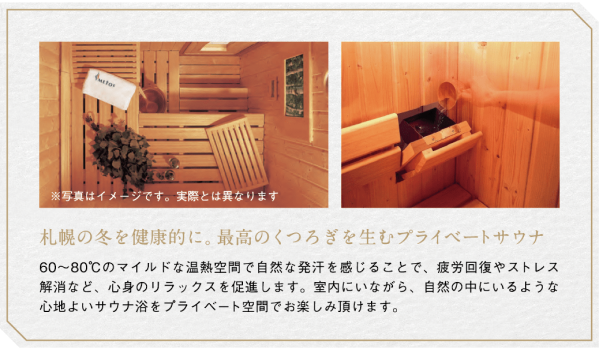 ※写真はイメージです。実際とは異なります
札幌の冬を健康的に。最高のくつろぎを生むプライベートサウナ
60〜80℃のマイルドな温熱空間で自然な発汗を感じることで、疲労回復やストレス
解消など、心身のリラックスを促進します。室内にいながら、自然の中にいるような
心地よいサウナ浴をプライベート空間でお楽しみ頂けます。